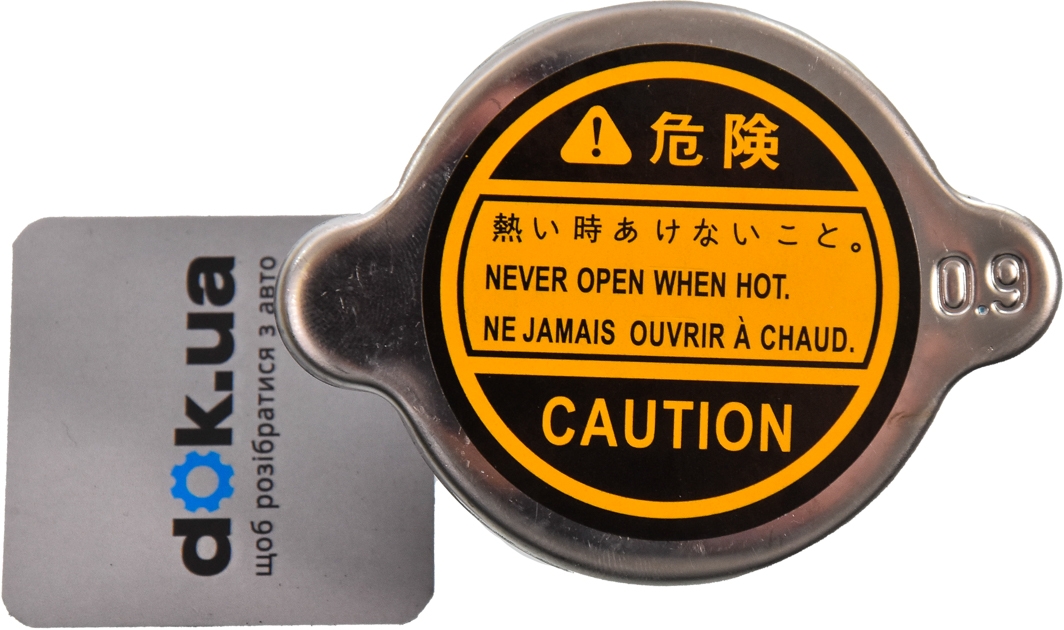 危険
熱い時あけないこと。
NEVER OPEN WHEN HOT.
NE JAMAIS OUVRIR À CHAUD.
CAUTION
0.9
dok.ua
щоб розібратися з авто